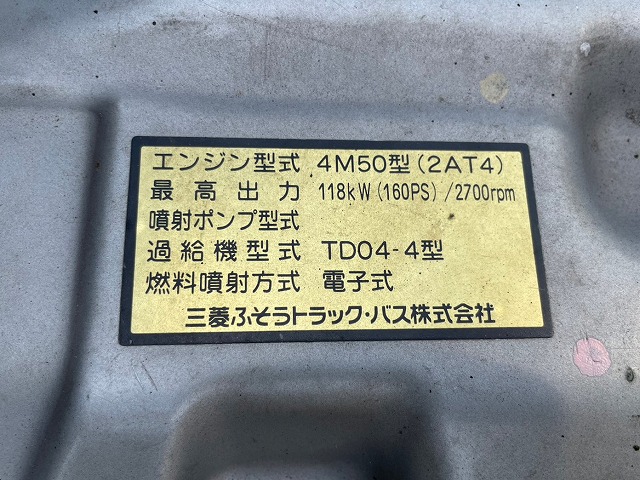 エンジン型式 4M50型(2AT4)
最高出力 118kW(160PS)/2700rpm
噴射ポンプ型式
過給機型式 TD04-4型
燃料噴射方式 電子式
三菱ふそうトラック・バス株式会社